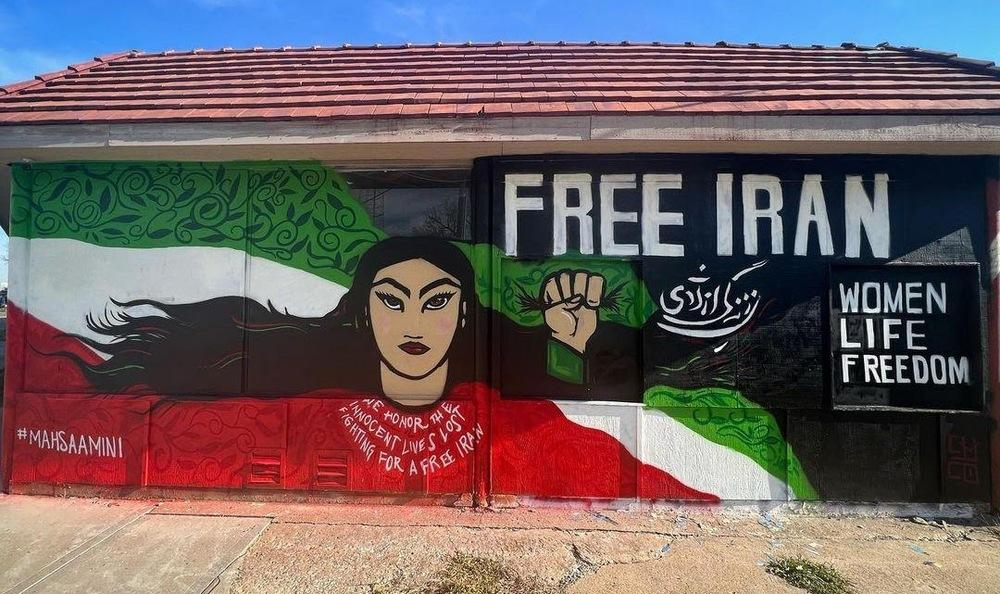 FREE IRAN
زن زندگی آزادی
WOMEN
LIFE
FREEDOM
#MAHSAAMINI
WE HONOR THE
INNOCENT LIVES LOST
FIGHTING FOR A FREE IRAN